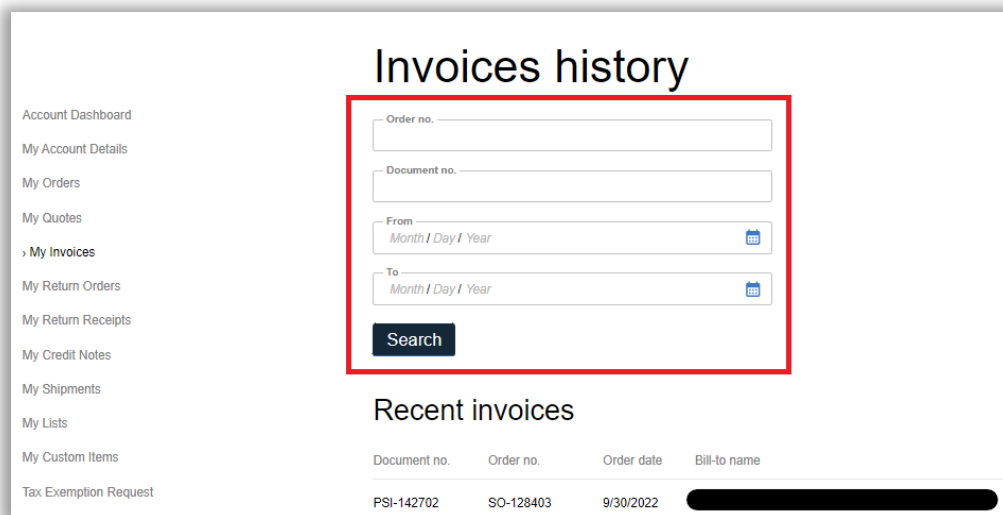 Invoices history
Account Dashboard
My Account Details
My Orders
My Quotes
› My Invoices
My Return Orders
My Return Receipts
My Credit Notes
My Shipments
My Lists
My Custom Items
Tax Exemption Request
Order no.
Document no.
From
Month / Day / Year
To
Month / Day / Year
Search
Recent invoices
Document no. Order no. Order date Bill-to name
PSI-142702 SO-128403 9/30/2022